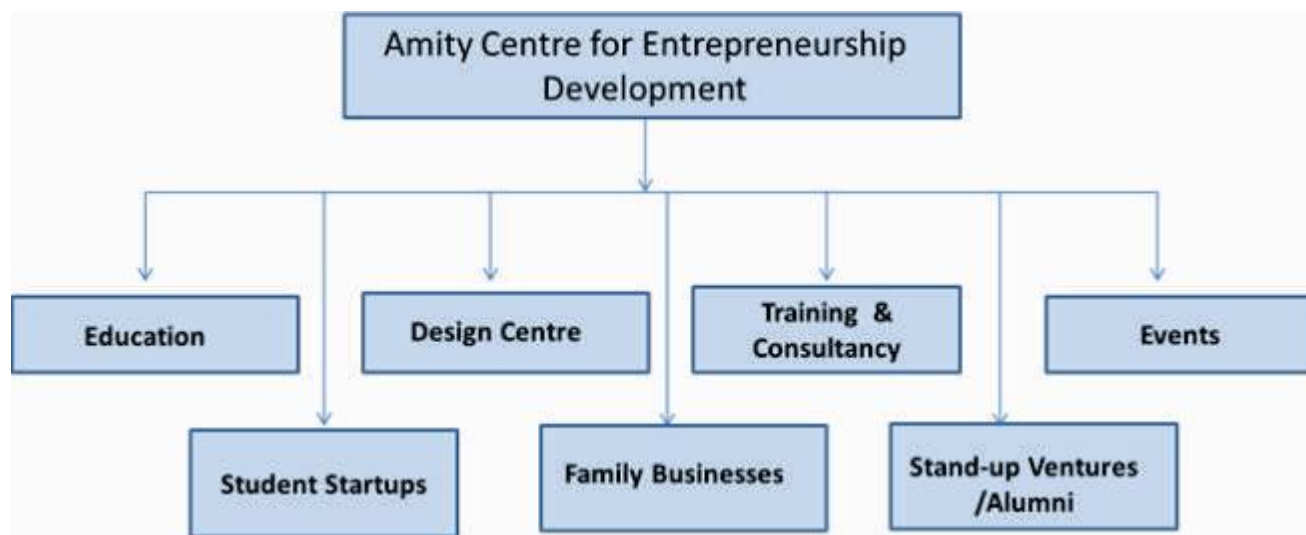 Amity Centre for Entrepreneurship
Development
Education
Design Centre
Training &
Consultancy
Events
Student Startups
Family Businesses
Stand-up Ventures
/Alumni